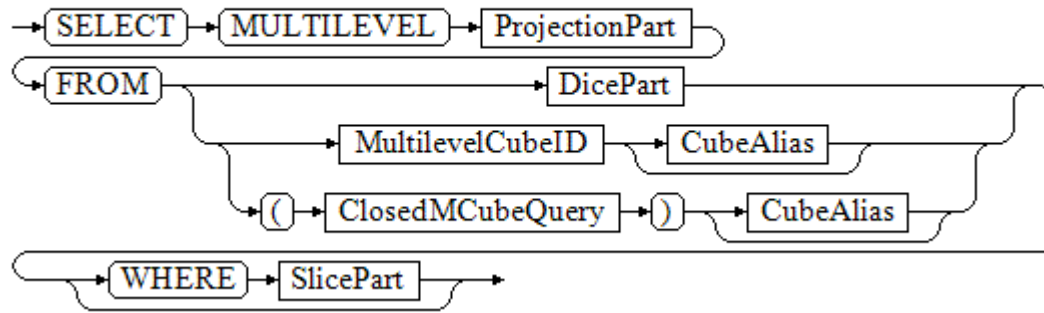 SELECT MULTILEVEL ProjectionPart
FROM DicePart
MultilevelCubeID CubeAlias
( ClosedMCubeQuery ) CubeAlias
WHERE SlicePart